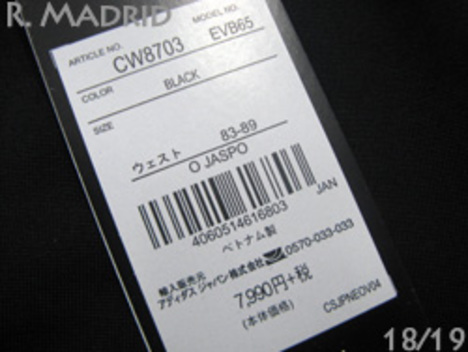 R. MADRID
ARTICLE NO. MODEL NO.
CW8703 EVB65
COLOR BLACK
SIZE
ウェスト 83-89
O JASPO
JAN
4060514616803
ベトナム製
輸入販売元
アディダス ジャパン株式会社 0570-033-033
7,990円+税
(本体価格)
CSJPNEOV04
18/19